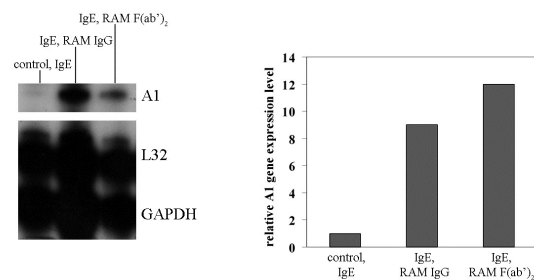 IgE, RAM F(ab')₂
IgE, RAM IgG
control, IgE
A1
L32
GAPDH
relative A1 gene expression level
14
12
10
8
6
4
2
0
control,
IgE
IgE,
RAM IgG
IgE,
RAM F(ab')₂